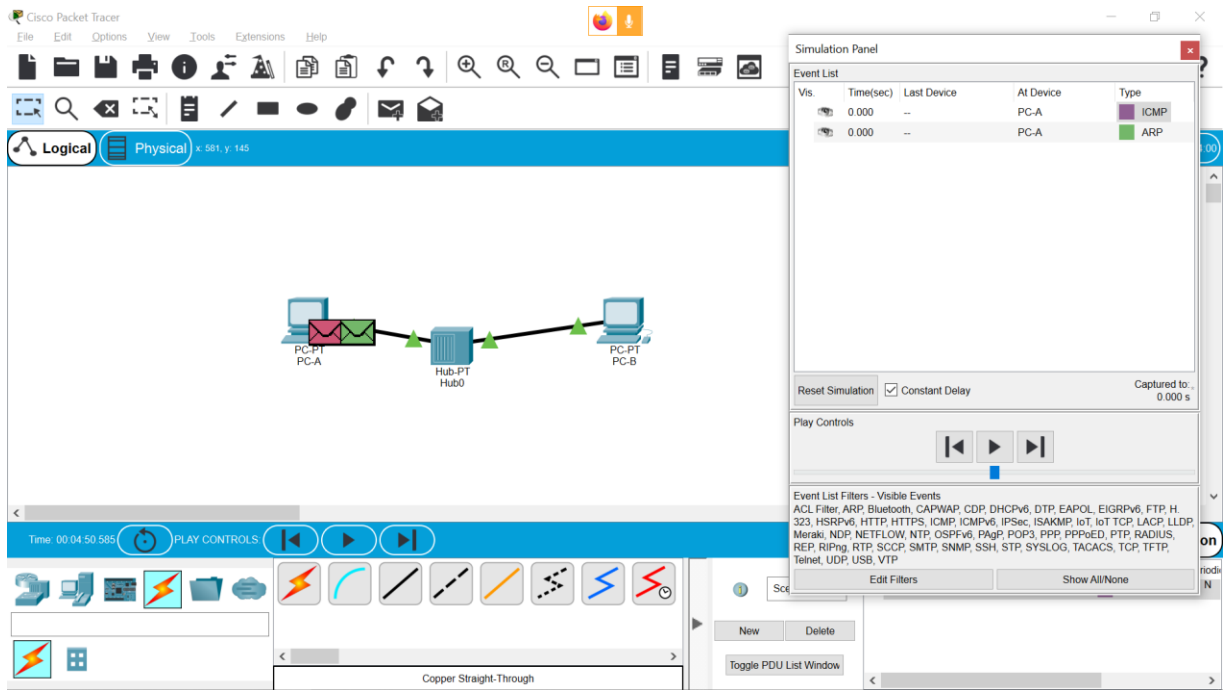 Cisco Packet Tracer
File Edit Options View Tools Extensions Help
?
Logical
Physical
x: 581, y: 145
:00
PC-PT
PC-A
Hub-PT
Hub0
PC-PT
PC-B
Simulation Panel
Event List
Vis. Time(sec) Last Device At Device Type
0.000 -- PC-A ICMP
0.000 -- PC-A ARP
Reset Simulation
Constant Delay
Captured to:
0.000 s
Play Controls
Event List Filters - Visible Events
ACL Filter, ARP, Bluetooth, CAPWAP, CDP, DHCPv6, DTP, EAPOL, EIGRPv6, FTP, H.
323, HSRPv6, HTTP, HTTPS, ICMP, ICMPv6, IPSec, ISAKMP, IoT, IoT TCP, LACP, LLDP,
Meraki, NDP, NETFLOW, NTP, OSPFv6, PAgP, POP3, PPP, PPPoED, PTP, RADIUS,
REP, RIPng, RTP, SCCP, SMTP, SNMP, SSH, STP, SYSLOG, TACACS, TCP, TFTP,
Telnet, UDP, USB, VTP
Edit Filters
Show All/None
Time: 00:04:50.585
PLAY CONTROLS:
on
Sce
riodi
N
New
Delete
Toggle PDU List Window
Copper Straight-Through